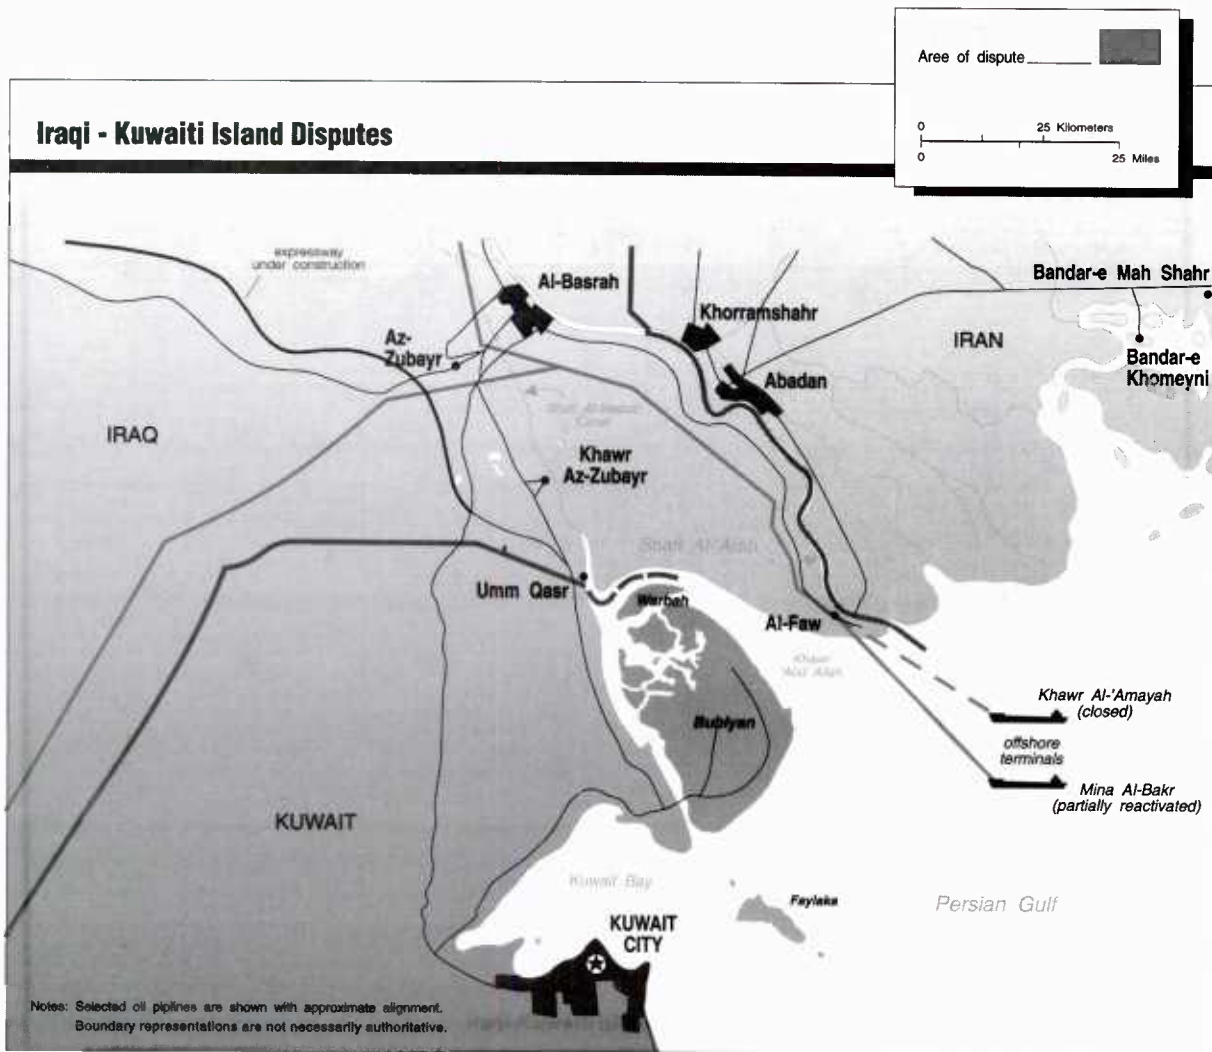 Aree of dispute
0 25 Kilometers
0 25 Miles
Iraqi - Kuwaiti Island Disputes
expressway
under construction
Al-Basrah
Bandar-e Mah Shahr
Khorramshahr
IRAN
Az-
Zubayr
Bandar-e
Khomeyni
Abadan
IRAQ
Khawr
Az-Zubayr
Shatt Al-Arab
Umm Qasr
Warbah
Al-Faw
Khawr
'Abd Allah
Khawr Al-'Amayah
(closed)
Bubiyan
offshore
terminals
Mina Al-Bakr
(partially reactivated)
KUWAIT
Kuwait Bay
Faylaka
Persian Gulf
KUWAIT
CITY
Notes: Selected oil piplines are shown with approximate alignment.
Boundary representations are not necessarily authoritative.